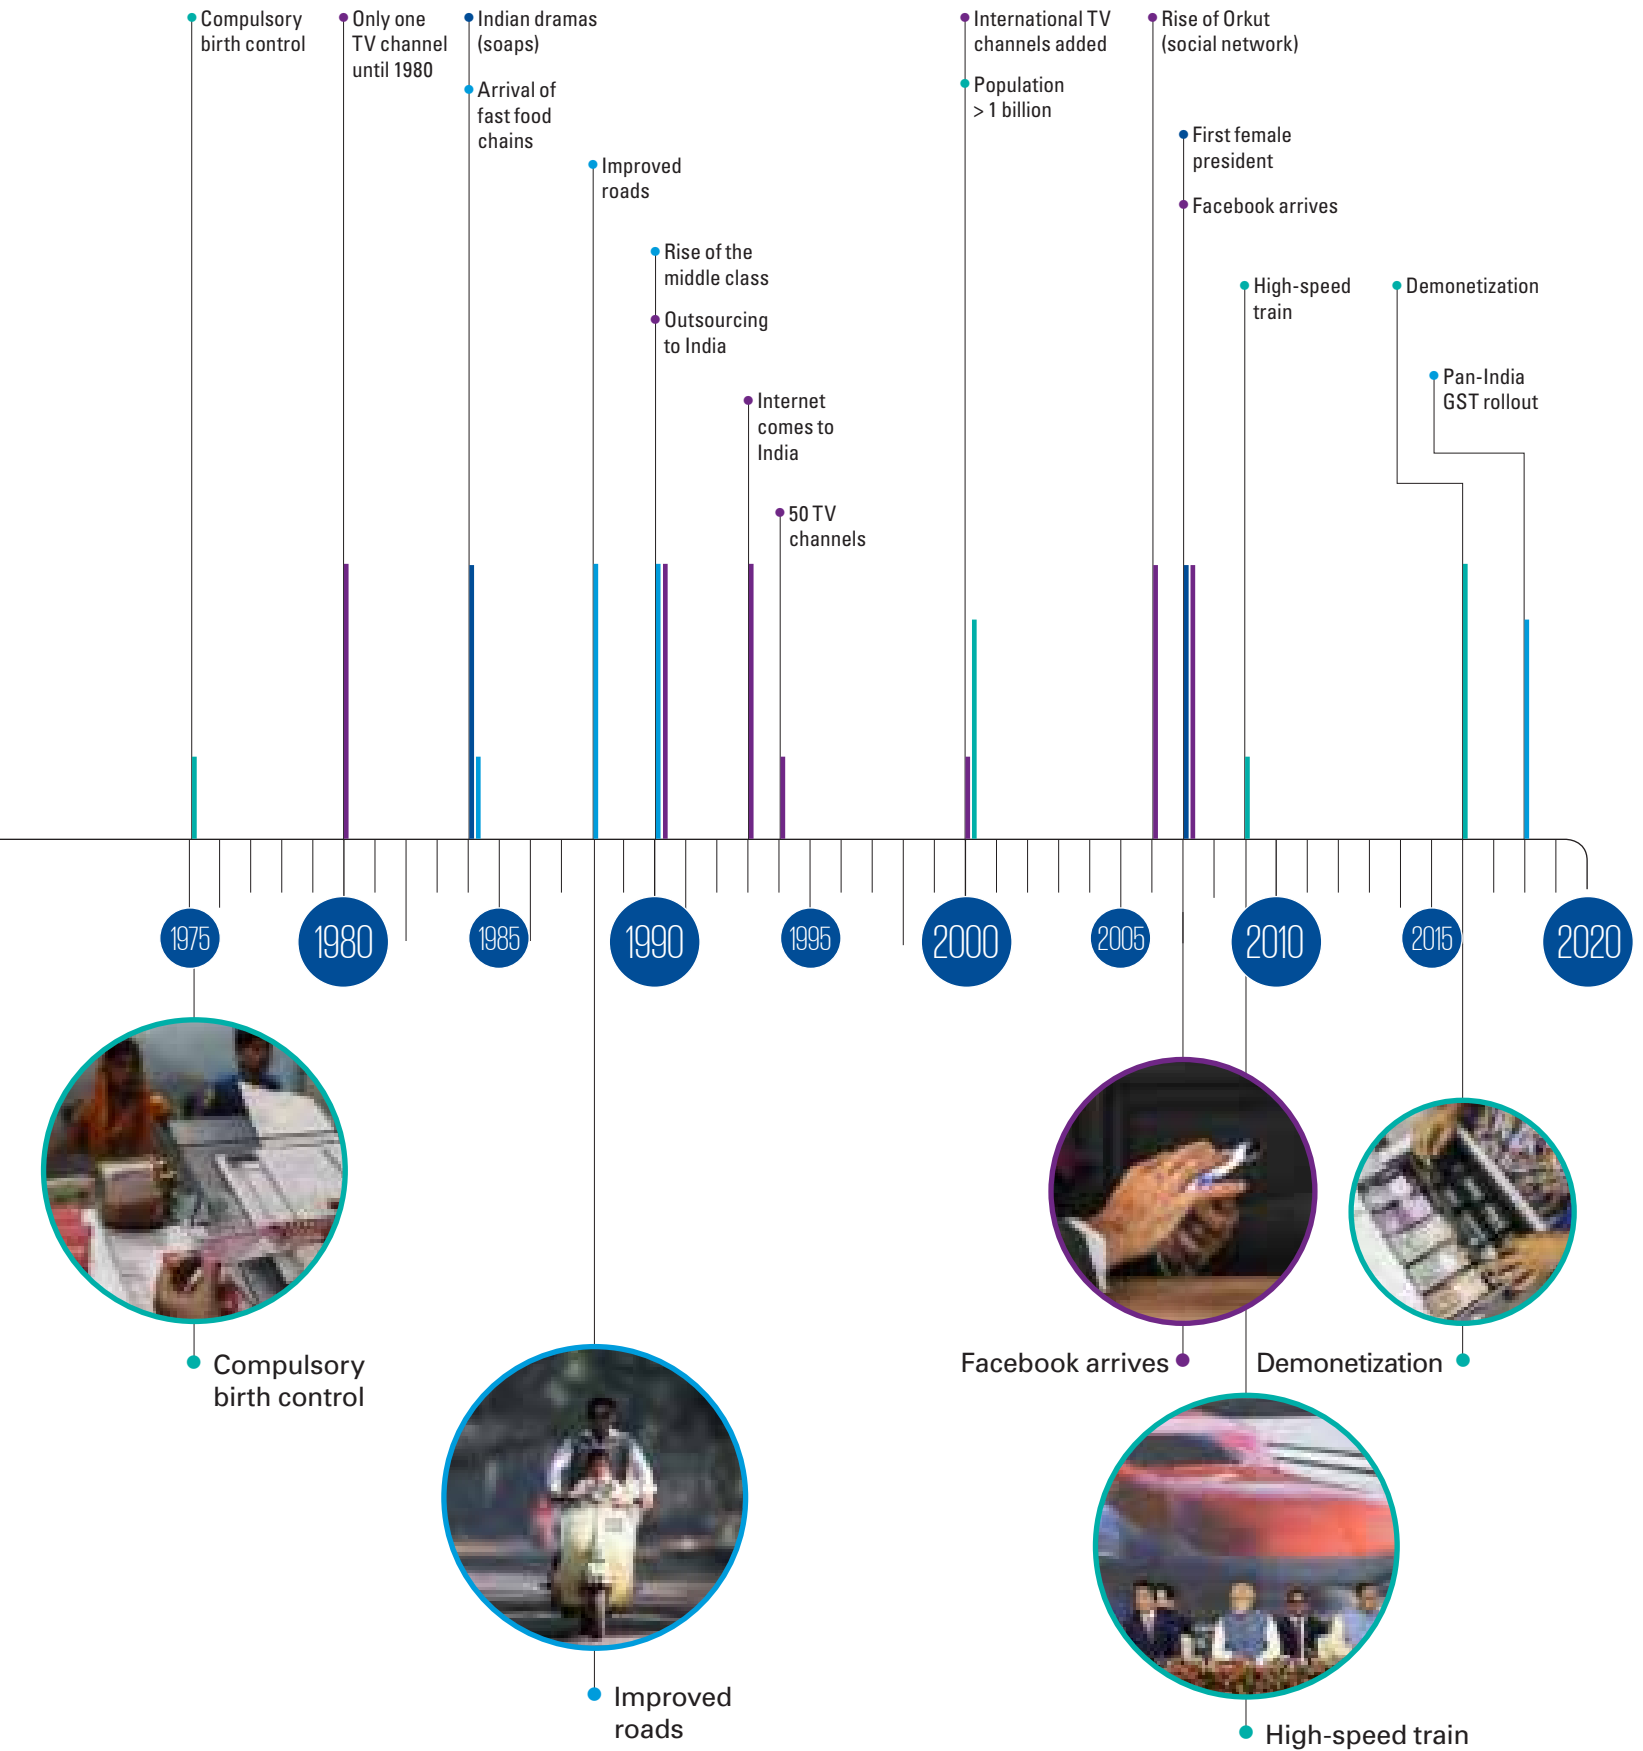 Compulsory
birth control
Only one
TV channel
until 1980
Indian dramas
(soaps)
Arrival of
fast food
chains
Improved
roads
Rise of the
middle class
Outsourcing
to India
Internet
comes to
India
50 TV
channels
International TV
channels added
Population
> 1 billion
Rise of Orkut
(social network)
First female
president
Facebook arrives
High-speed
train
Demonetization
Pan-India
GST rollout
1975
1980
1985
1990
1995
2000
2005
2010
2015
2020
Compulsory
birth control
Improved
roads
Facebook arrives
Demonetization
High-speed train